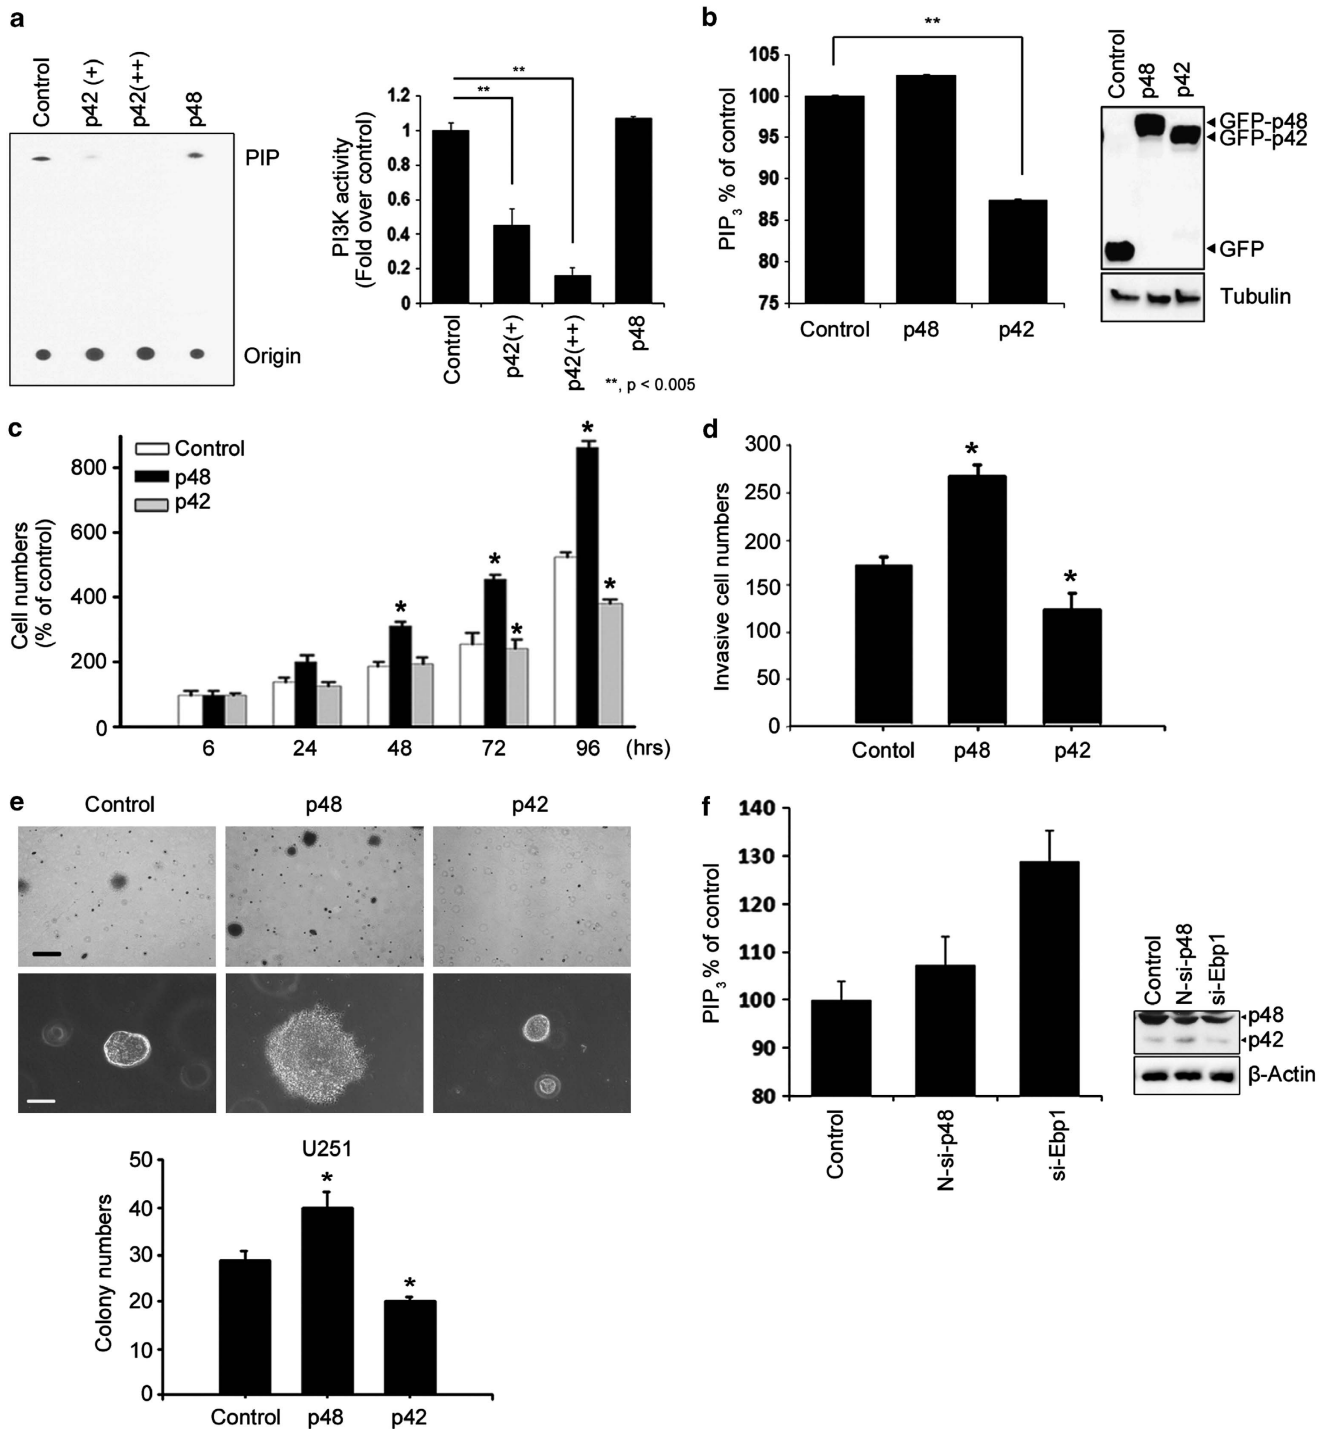 a
Control
p42 (+)
p42(++)
p48
PIP
Origin
PI3K activity
(Fold over control)
1.2
1
0.8
0.6
0.4
0.2
0
**
**
Control
p42(+)
p42(++)
p48
**, p < 0.005
b
PIP3 % of control
105
100
95
90
85
80
75
**
Control
p48
p42
Control
p48
p42
GFP-p48
GFP-p42
GFP
Tubulin
c
Cell numbers
(% of control)
800
600
400
200
0
Control
p48
p42
*
*
*
*
*
6
24
48
72
96
(hrs)
d
Invasive cell numbers
300
250
200
150
100
50
0
*
*
Contol
p48
p42
e
Control
p48
p42
U251
Colony numbers
50
40
30
20
10
0
*
*
Control
p48
p42
f
PIP3 % of control
140
130
120
110
100
90
80
Control
N-si-p48
si-Ebp1
Control
N-si-p48
si-Ebp1
p48
p42
β-Actin